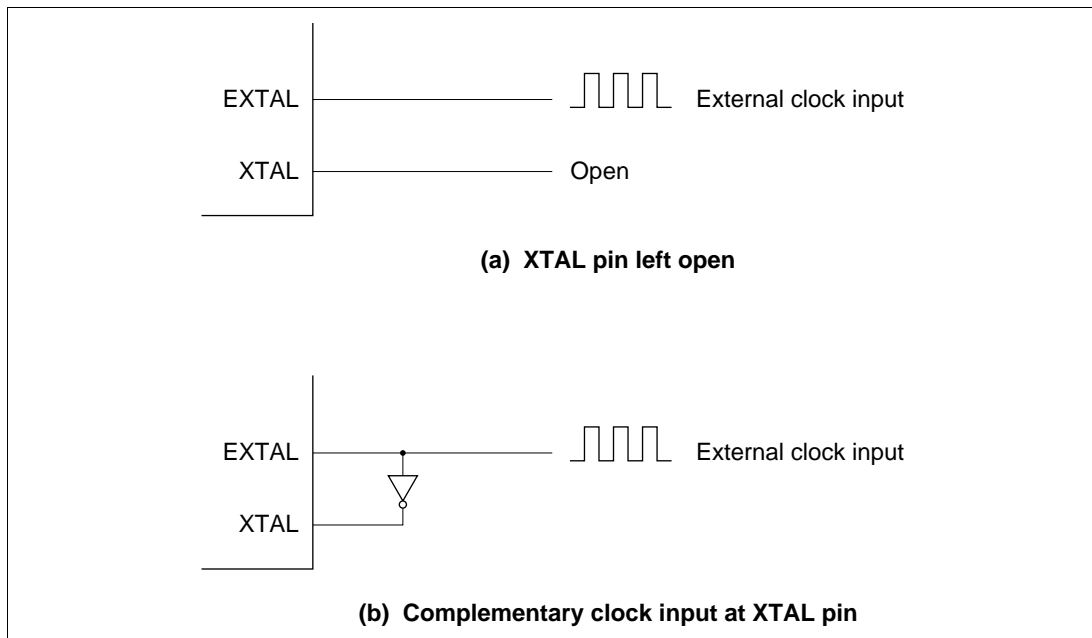 EXTAL External clock input
XTAL Open
(a) XTAL pin left open
EXTAL External clock input
XTAL
(b) Complementary clock input at XTAL pin